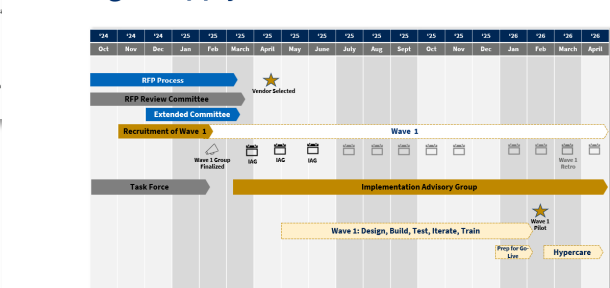 '24 '24 '24 '25 '25 '25 '25 '25 '25 '25 '25 '25 '25 '25 '25 '26 '26 '26 '26
Oct Nov Dec Jan Feb March April May June July Aug Sept Oct Nov Dec Jan Feb March April
RFP Process
Vendor Selected
RFP Review Committee
Extended Committee
Recruitment of Wave 1
Wave 1
Wave 1 Group
Finalized
IAG
IAG
IAG
Wave 1
Retro
Task Force
Implementation Advisory Group
Wave 1
Pilot
Wave 1: Design, Build, Test, Iterate, Train
Prep for Go-
Live
Hypercare